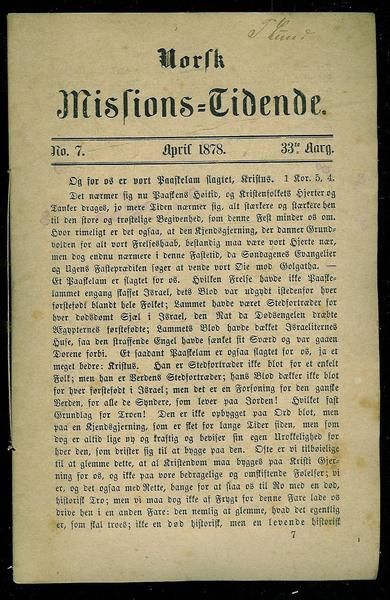 Norsk
Missions-Tidende.
No. 7. April 1878. 33te Aarg.
Og for os er vort Paaskelam slagtet, Kristus. 1 Kor. 5, 4.
Det nærmer sig nu Paaskens Høitid, og Kristenfolkets Hjerter og
Tanker drages, jo mere Tiden nærmer sig, alt stærkere og stærkere hen
til den store og trøstelige Begivenhed, som denne Fest minder os om.
Hvor rimeligt er det ogsaa, at den Kjendsgjerning, der danner Grund-
volden for alt vort Frelseshaab, bestandig maa være vort Hjerte nær,
men dog endnu nærmere i denne Fastetid, da Søndagenes Evangelier
og Ugens Fasteprædiken søger at vende vort Øie mod Golgatha. —
Et Paaskelam er slagtet for os. Hvilken Frelse havde ikke Paaske-
lammet engang skaffet Israel, dets Blod var udgydt istedenfor hver
førstefødt blandt hele Folket; Lammet havde været Stedfortræder for
hver dødsdømt Sjæl i Israel, den Nat da Dødsengelen dræbte
Ægypternes førstefødte; Lammets Blod havde dækket Israeliternes
Huse, saa den straffende Engel havde sænket sit Sværd og var gaaen
Dørene forbi. Et saadant Paaskelam er ogsaa slagtet for os, ja et
meget bedre: Kristus. Han er Stedfortræder ikke blot for et enkelt
Folk; men han er Verdens Stedfortræder; hans Blod dækker ikke blot
for hver førstefødt i Israel; men det er en Forsoning for den ganske
Verden, for alle de Syndere, som lever paa Jorden! Hvilket fast
Grundlag for Troen! Den er ikke opbygget paa Ord blot, men
paa en Kjendsgjerning, som er sket for lange Tider siden, men som
dog er altid lige ny og kraftig og beviser sin egen Urokkelighed for
hver den, som drister sig til at bygge paa den. Ofte er vi tilbøielige
til at glemme dette, at al Kristendom maa bygges paa Kristi Gjer-
ning for os, og ikke paa vore bedragelige og omskiftende Følelser; vi
er, og det ogsaa med Rette, bange for at slaa os til Ro med en død,
historisk Tro; men vi maa dog ikke af Frygt for denne Fare lade os
drive hen i en anden Fare: den nemlig at glemme, hvad det egentlig
er, som skal troes; ikke en død historisk, men en levende historisk
7